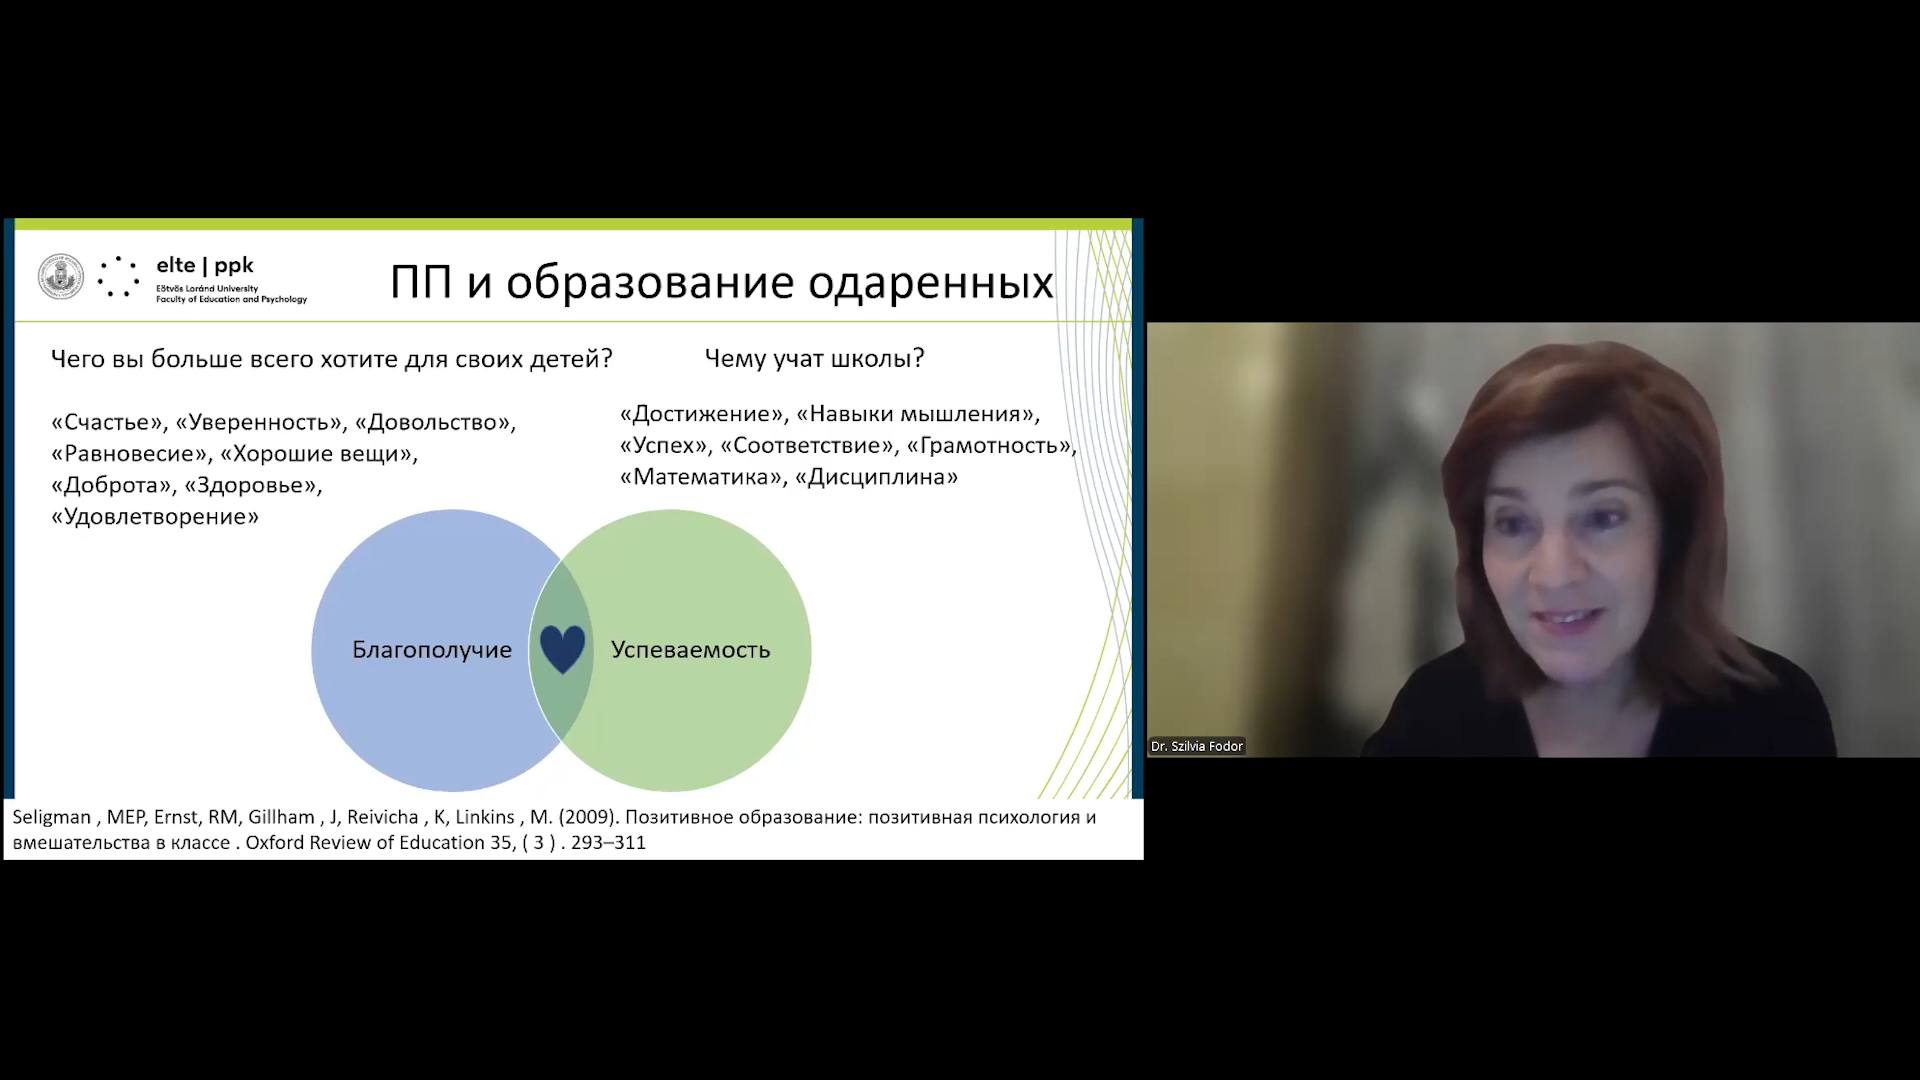 elte | ppk
Eötvös Loránd University
Faculty of Education and Psychology
ПП и образование одаренных
Чего вы больше всего хотите для своих детей?
«Счастье», «Уверенность», «Довольство»,
«Равновесие», «Хорошие вещи»,
«Доброта», «Здоровье»,
«Удовлетворение»
Чему учат школы?
«Достижение», «Навыки мышления»,
«Успех», «Соответствие», «Грамотность»,
«Математика», «Дисциплина»
Благополучие
Успеваемость
Seligman , MEP, Ernst, RM, Gillham , J, Reivicha , K, Linkins , M. (2009). Позитивное образование: позитивная психология и
вмешательства в классе . Oxford Review of Education 35, ( 3 ) . 293–311
Dr. Szilvia Fodor